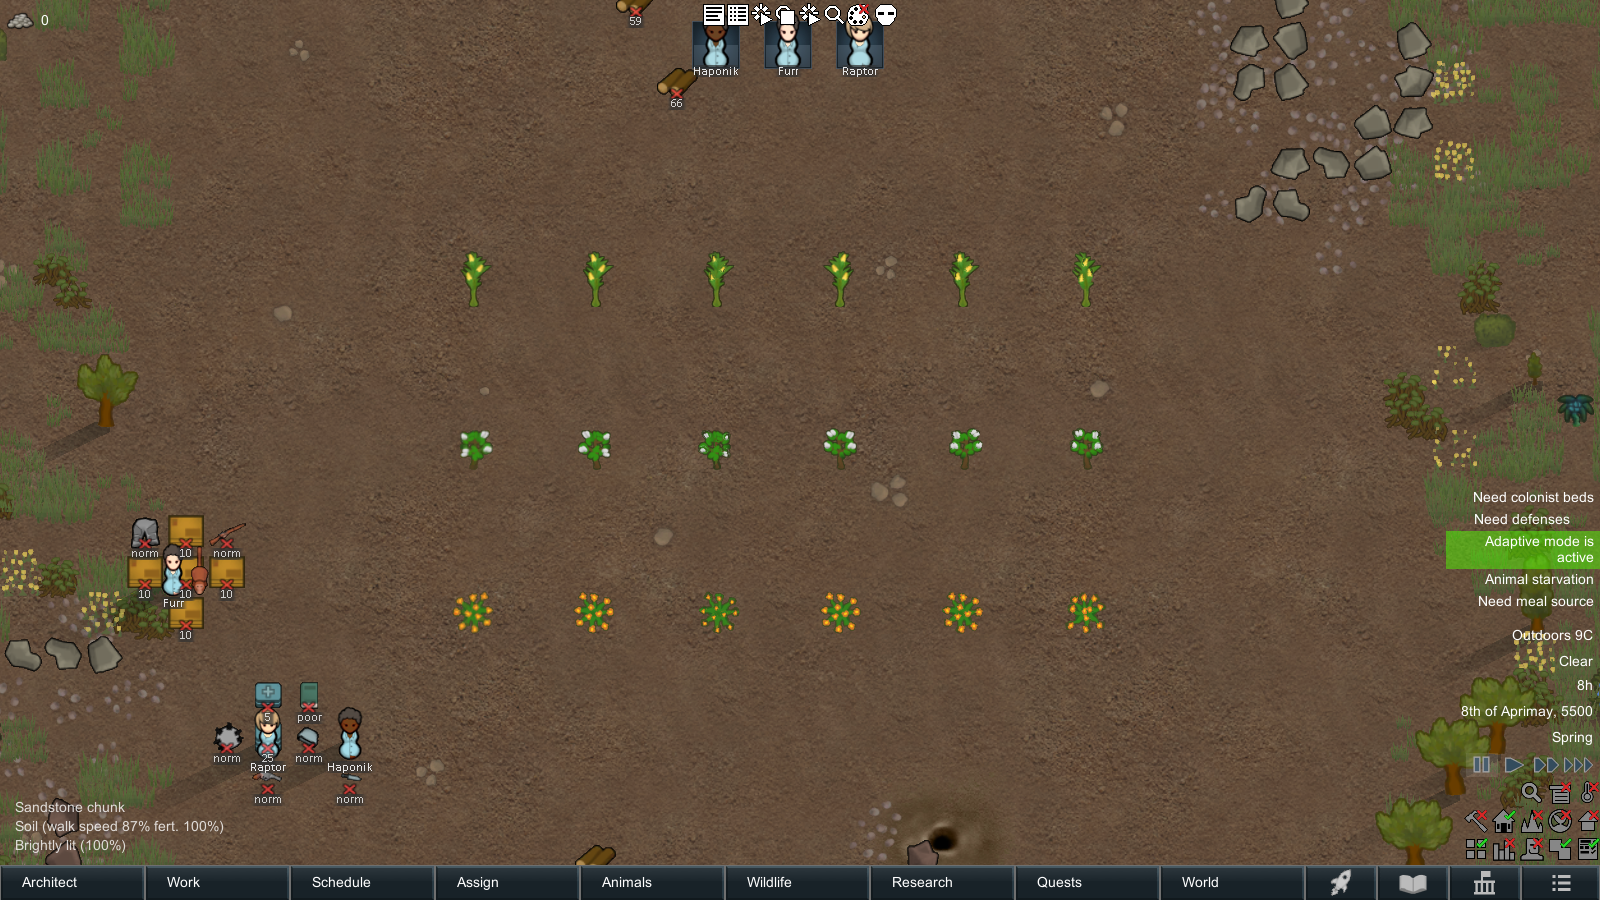 0
59
Haponik
Furr
Raptor
66
norm
10
norm
10
10
10
Furr
10
Need colonist beds
Need defenses
Adaptive mode is
active
Animal starvation
Need meal source
Outdoors 9C
Clear
8h
8th of Aprimay, 5500
Spring
5
poor
norm
25
norm
Raptor
Haponik
norm
norm
Sandstone chunk
Soil (walk speed 87% fert. 100%)
Brightly lit (100%)
Architect
Work
Schedule
Assign
Animals
Wildlife
Research
Quests
World